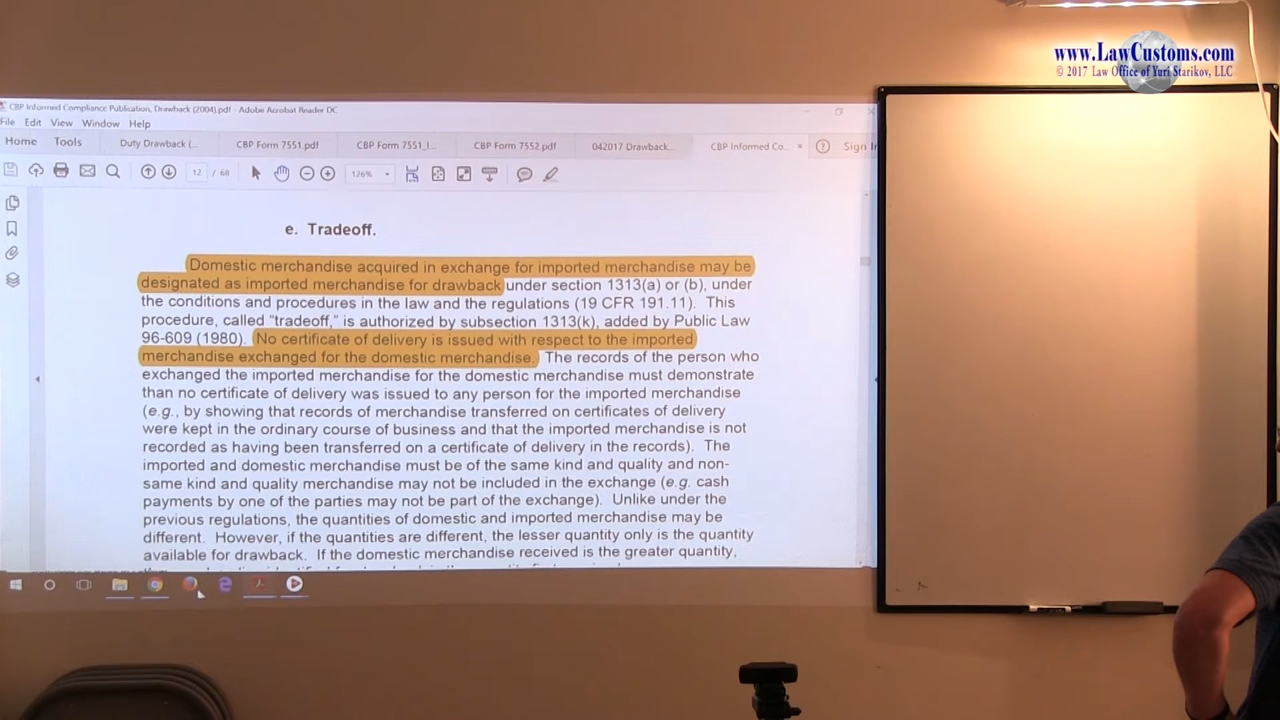 www.LawCustoms.com
© 2017 Law Office of Yuri Starikov, LLC
CBP Informed Compliance Publication, Drawback (2004).pdf - Adobe Acrobat Reader DC
File Edit View Window Help
Home Tools Duty Drawback (... CBP Form 7551.pdf CBP Form 7551_I... CBP Form 7552.pdf 042017 Drawback... CBP Informed Co... × Sign In
12 / 68 126%
e. Tradeoff.
Domestic merchandise acquired in exchange for imported merchandise may be
designated as imported merchandise for drawback under section 1313(a) or (b), under
the conditions and procedures in the law and the regulations (19 CFR 191.11). This
procedure, called "tradeoff," is authorized by subsection 1313(k), added by Public Law
96-609 (1980). No certificate of delivery is issued with respect to the imported
merchandise exchanged for the domestic merchandise. The records of the person who
exchanged the imported merchandise for the domestic merchandise must demonstrate
than no certificate of delivery was issued to any person for the imported merchandise
(e.g., by showing that records of merchandise transferred on certificates of delivery
were kept in the ordinary course of business and that the imported merchandise is not
recorded as having been transferred on a certificate of delivery in the records). The
imported and domestic merchandise must be of the same kind and quality and non-
same kind and quality merchandise may not be included in the exchange (e.g. cash
payments by one of the parties may not be part of the exchange). Unlike under the
previous regulations, the quantities of domestic and imported merchandise may be
different. However, if the quantities are different, the lesser quantity only is the quantity
available for drawback. If the domestic merchandise received is the greater quantity,